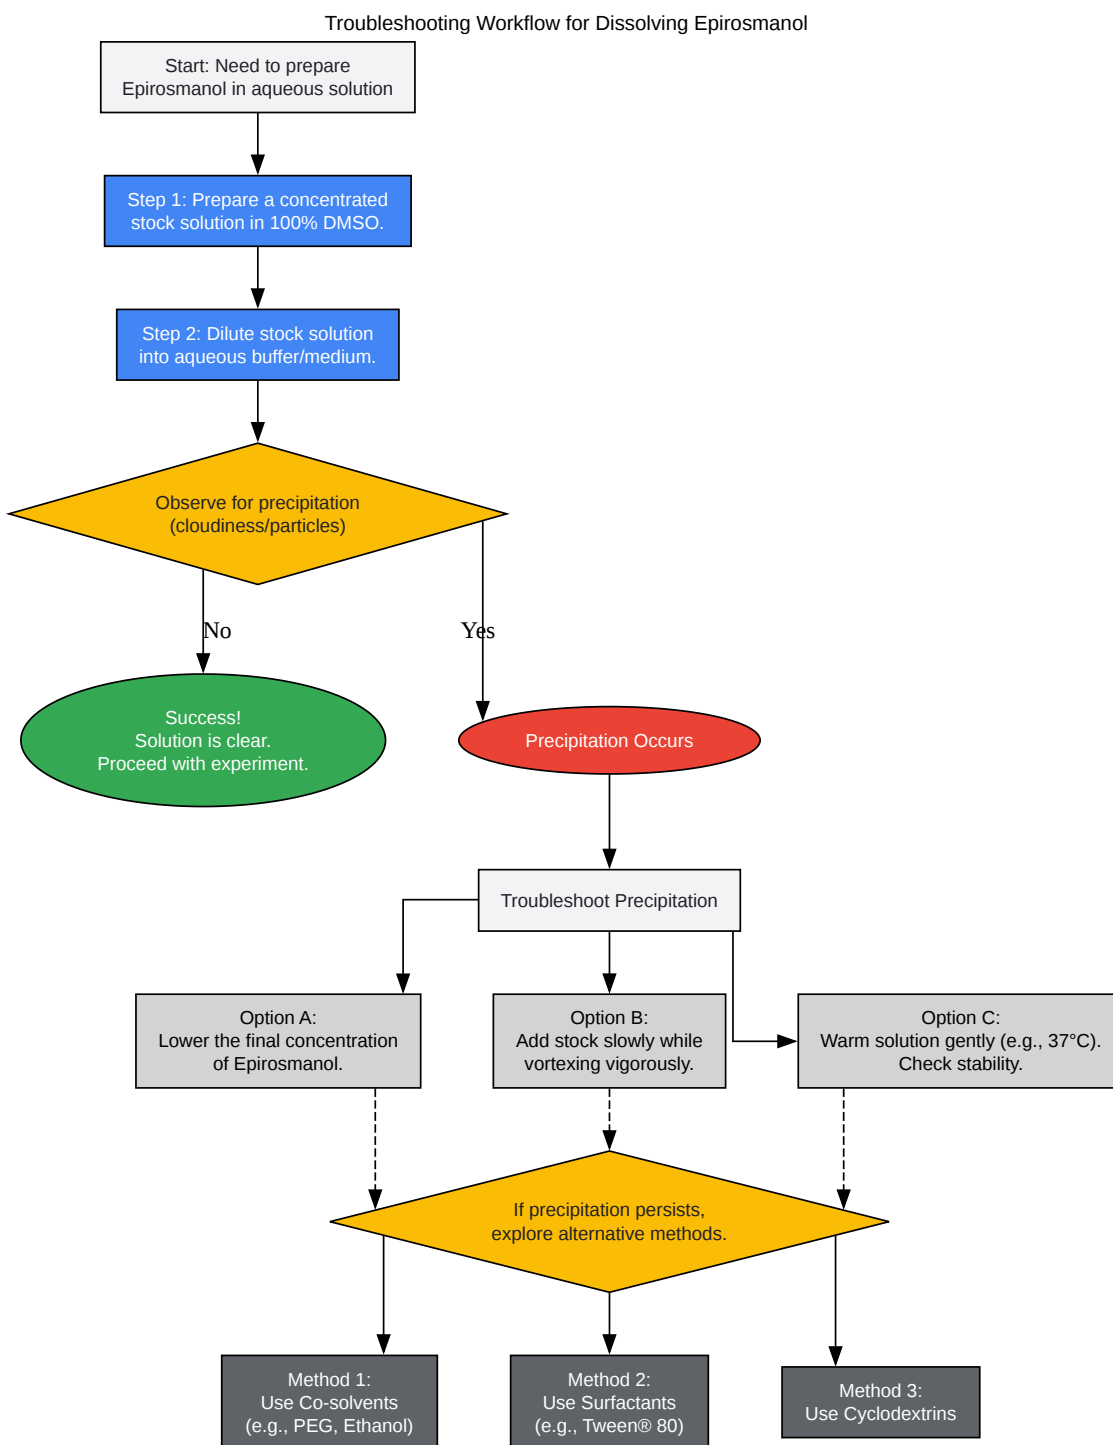 Troubleshooting Workflow for Dissolving Epirosmanol
Start: Need to prepare
Epirosmanol in aqueous solution
Step 1: Prepare a concentrated
stock solution in 100% DMSO.
Step 2: Dilute stock solution
into aqueous buffer/medium.
Observe for precipitation
(cloudiness/particles)
No
Yes
Success!
Solution is clear.
Proceed with experiment.
Precipitation Occurs
Troubleshoot Precipitation
Option A:
Lower the final concentration
of Epirosmanol.
Option B:
Add stock slowly while
vortexing vigorously.
Option C:
Warm solution gently (e.g., 37°C).
Check stability.
If precipitation persists,
explore alternative methods.
Method 1:
Use Co-solvents
(e.g., PEG, Ethanol)
Method 2:
Use Surfactants
(e.g., Tween® 80)
Method 3:
Use Cyclodextrins